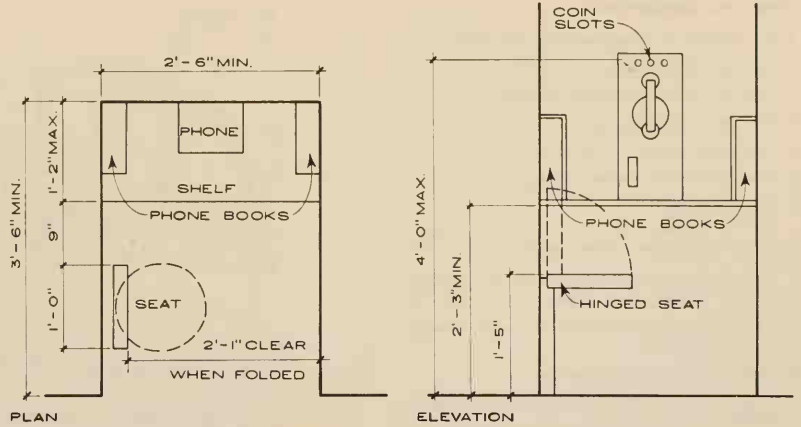 2'-6" MIN.
3'-6" MIN.
1'-2" MAX.
9"
1'-0"
PHONE
SHELF
PHONE BOOKS
SEAT
2'-1" CLEAR
WHEN FOLDED
PLAN
COIN
SLOTS
4'-0" MAX.
2'-3" MIN.
1'-5"
PHONE BOOKS
HINGED SEAT
ELEVATION